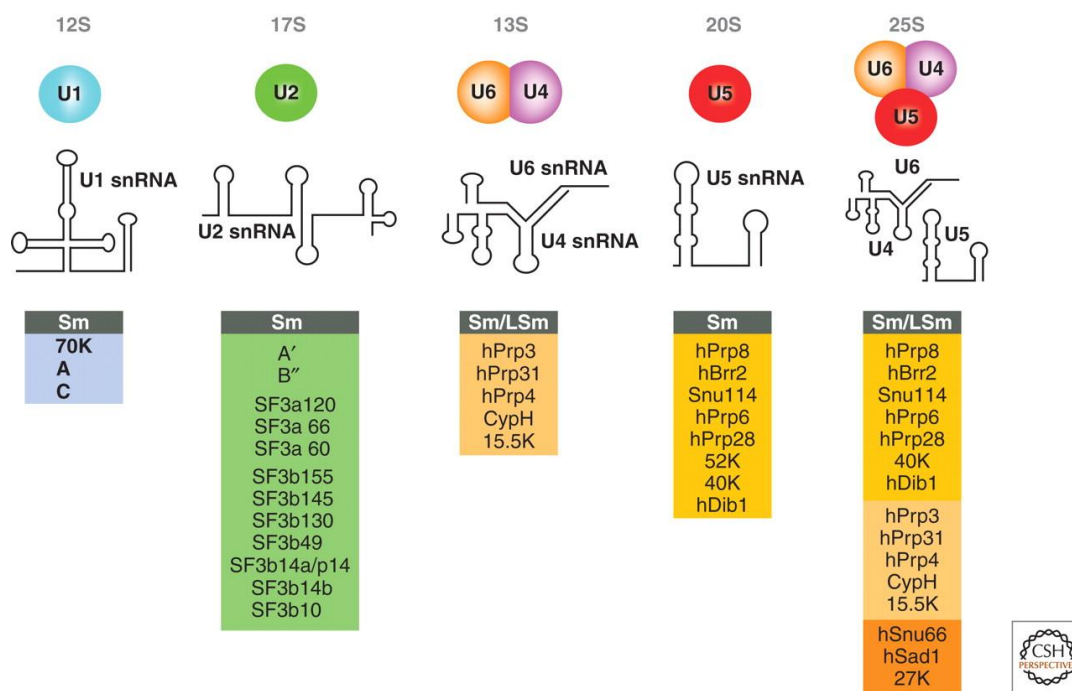 12S
17S
13S
20S
25S
U1
U2
U6
U4
U5
U6
U4
U5
U1 snRNA
U2 snRNA
U6 snRNA
U4 snRNA
U5 snRNA
U6
U4
U5
Sm
70K
A
C
Sm
A′
B″
SF3a120
SF3a 66
SF3a 60
SF3b155
SF3b145
SF3b130
SF3b49
SF3b14a/p14
SF3b14b
SF3b10
Sm/LSm
hPrp3
hPrp31
hPrp4
CypH
15.5K
Sm
hPrp8
hBrr2
Snu114
hPrp6
hPrp28
52K
40K
hDib1
Sm/LSm
hPrp8
hBrr2
Snu114
hPrp6
hPrp28
40K
hDib1
hPrp3
hPrp31
hPrp4
CypH
15.5K
hSnu66
hSad1
27K
CSH